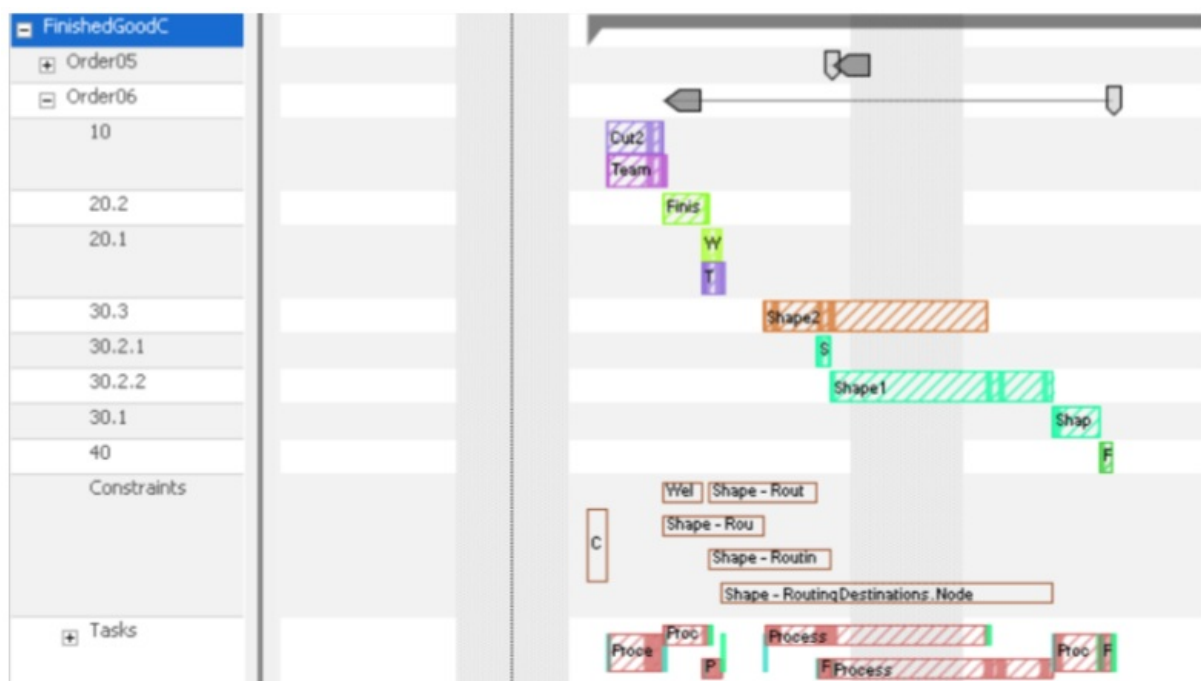 FinishedGoodC
Order05
Order06
10
Cut2
Team
20.2
Finis
20.1
W
T
30.3
Shape2
30.2.1
S
30.2.2
Shape1
30.1
Shap
40
F
Constraints
Wel
Shape - Rout
Shape - Rou
C
Shape - Routin
Shape - RoutingDestinations.Node
Tasks
Proc
Process
Proce
Proc
F
P
F
Process